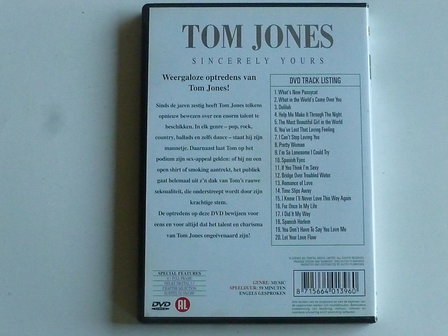 TOM JONES
SINCERELY YOURS
Weergaloze optredens van
Tom Jones!
Sinds de jaren zestig heeft Tom Jones telkens
opnieuw bewezen over een enorm talent te
beschikken. In elk genre – pop, rock,
country, ballads en zelfs dance – staat hij zijn
mannetje. Daarnaast laat Tom op het
podium zijn sex-appeal gelden: of hij nu een
open shirt of smoking aantrekt, het publiek
gaat helemaal uit z'n dak van Tom's rauwe
seksualiteit, die onderstreept wordt door zijn
krachtige stem.
De optredens op deze DVD bewijzen voor
eens en voor altijd dat het talent en charisma
van Tom Jones ongeëvenaard zijn!
DVD TRACK LISTING
1. What's New Pussycat
2. What in the World's Come Over You
3. Delilah
4. Help Me Make It Through The Night
5. The Most Beautiful Girl in the World
6. You've Lost That Loving Feeling
7. I Can't Stop Loving You
8. Pretty Woman
9. I'm So Lonesome I Could Try
10. Spanish Eyes
11. If You Think I'm Sexy
12. Bridge Over Troubled Water
13. Romance of Love
14. Time Slips Away
15. I Know I'll Never Love This Way Again
16. For Once In My Life
17. I Did It My Way
18. Spanish Harlem
19. You Don't Have To Say You Love Me
20. Let Your Love Flow
SPECIAL FEATURES
DVD
AL
GENRE: MUSIC
SPEELDUUR: 59 MINUTEN
ENGELS GESPROKEN
8 715664 013960